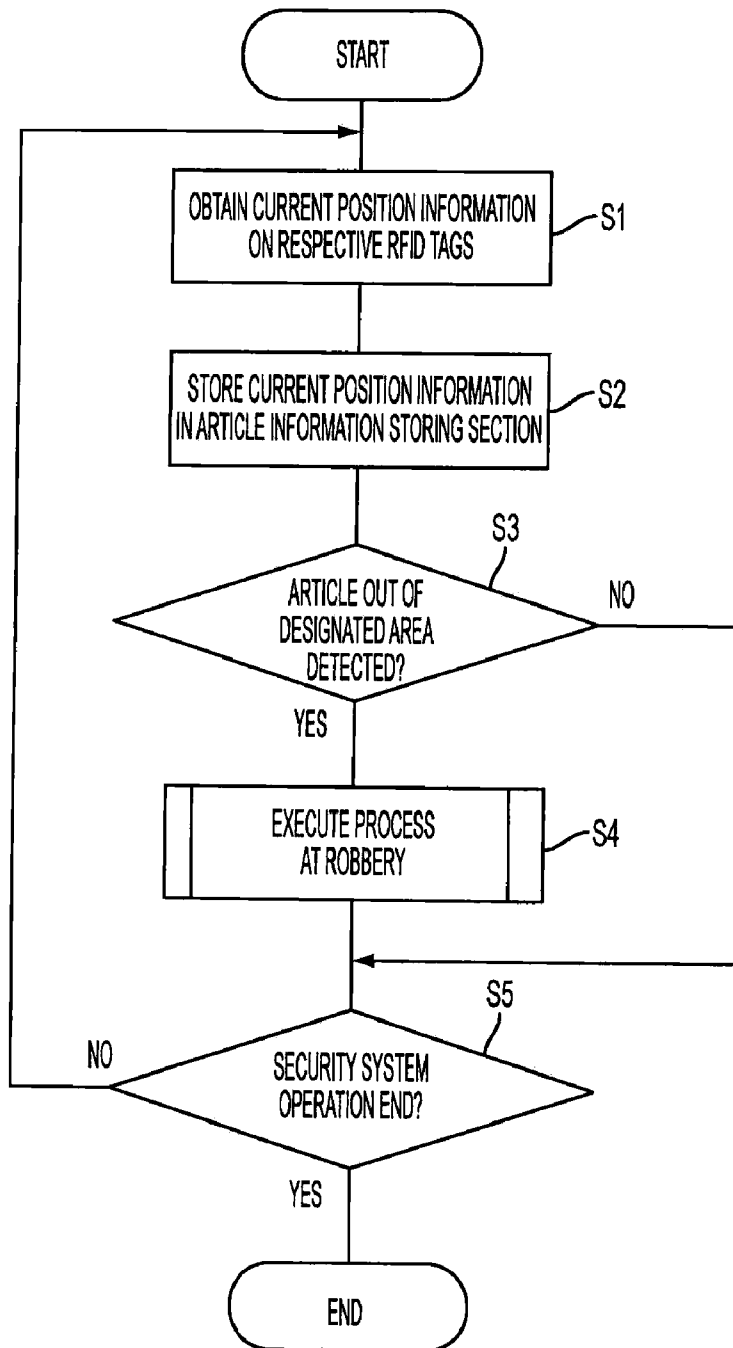 START
OBTAIN CURRENT POSITION INFORMATION
ON RESPECTIVE RFID TAGS
S1
STORE CURRENT POSITION INFORMATION
IN ARTICLE INFORMATION STORING SECTION
S2
S3
ARTICLE OUT OF
DESIGNATED AREA
DETECTED?
NO
YES
EXECUTE PROCESS
AT ROBBERY
S4
S5
NO
SECURITY SYSTEM
OPERATION END?
YES
END